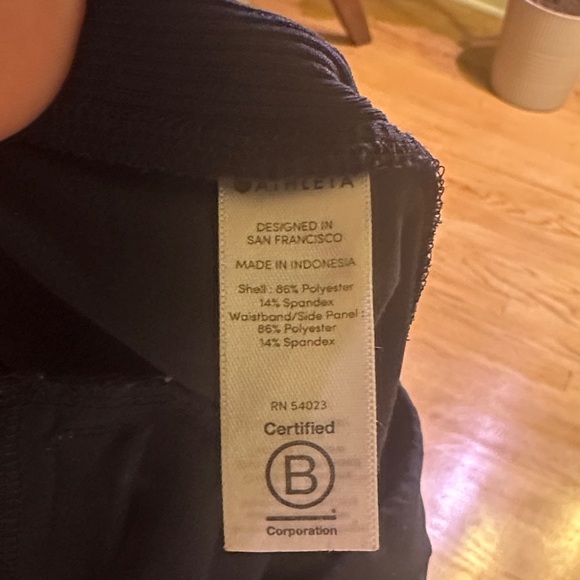 ATHLETA
DESIGNED IN
SAN FRANCISCO
MADE IN INDONESIA
Shell : 86% Polyester
14% Spandex
Waistband/Side Panel :
86% Polyester
14% Spandex
RN 54023
Certified
B
Corporation